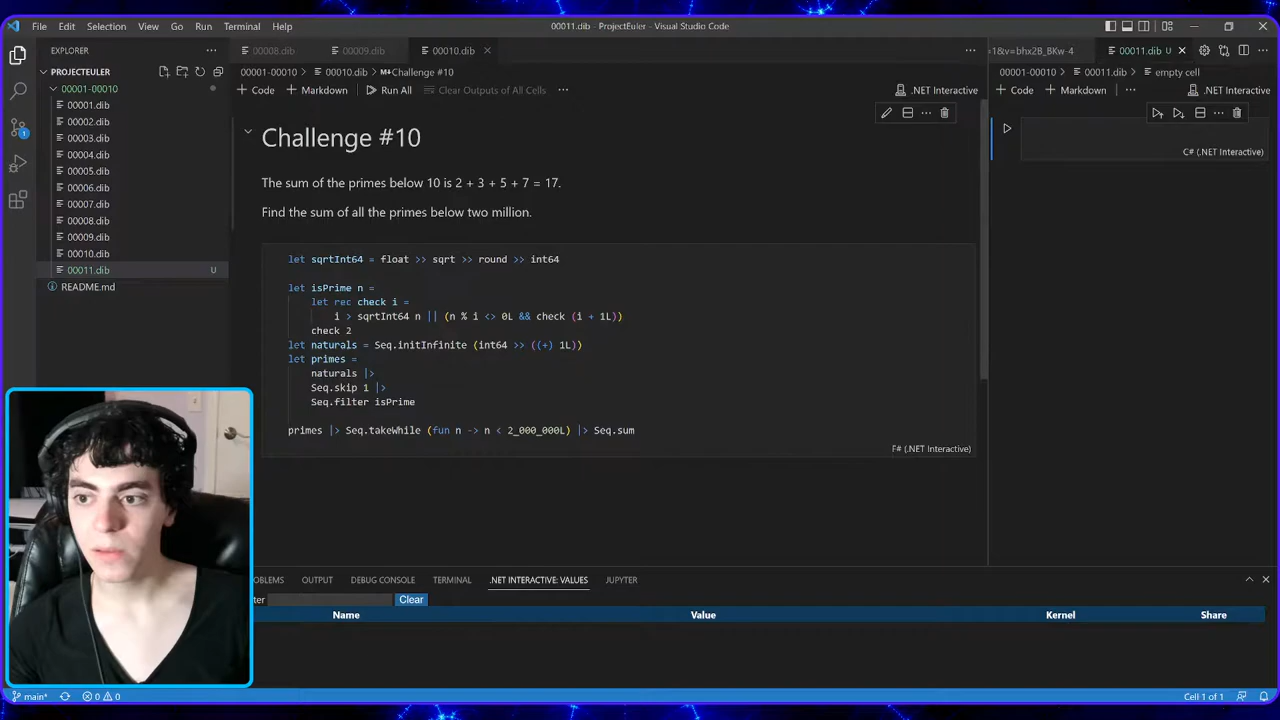 File Edit Selection View Go Run Terminal Help
00011.dib - ProjectEuler - Visual Studio Code
EXPLORER
PROJECTEULER
00001-00010
00001.dib
00002.dib
00003.dib
00004.dib
00005.dib
00006.dib
00007.dib
00008.dib
00009.dib
00010.dib
00011.dib U
README.md
1
00008.dib 00009.dib 00010.dib
00001-00010 > 00010.dib > Challenge #10
+ Code + Markdown Run All Clear Outputs of All Cells .NET Interactive
Challenge #10
The sum of the primes below 10 is 2 + 3 + 5 + 7 = 17.
Find the sum of all the primes below two million.
let sqrtInt64 = float >> sqrt >> round >> int64
let isPrime n =
let rec check i =
i > sqrtInt64 n || (n % i <> 0L && check (i + 1L))
check 2
let naturals = Seq.initInfinite (int64 >> ((+) 1L))
let primes =
naturals |>
Seq.skip 1 |>
Seq.filter isPrime
primes |> Seq.takeWhile (fun n -> n < 2_000_000L) |> Seq.sum
F# (.NET Interactive)
=1&v=bhx2B_BKw-4 00011.dib U
00001-00010 > 00011.dib > empty cell
+ Code + Markdown .NET Interactive
C# (.NET Interactive)
OBLEMS OUTPUT DEBUG CONSOLE TERMINAL .NET INTERACTIVE: VALUES JUPYTER
ter Clear
Name Value Kernel Share
main* 0 0 Cell 1 of 1